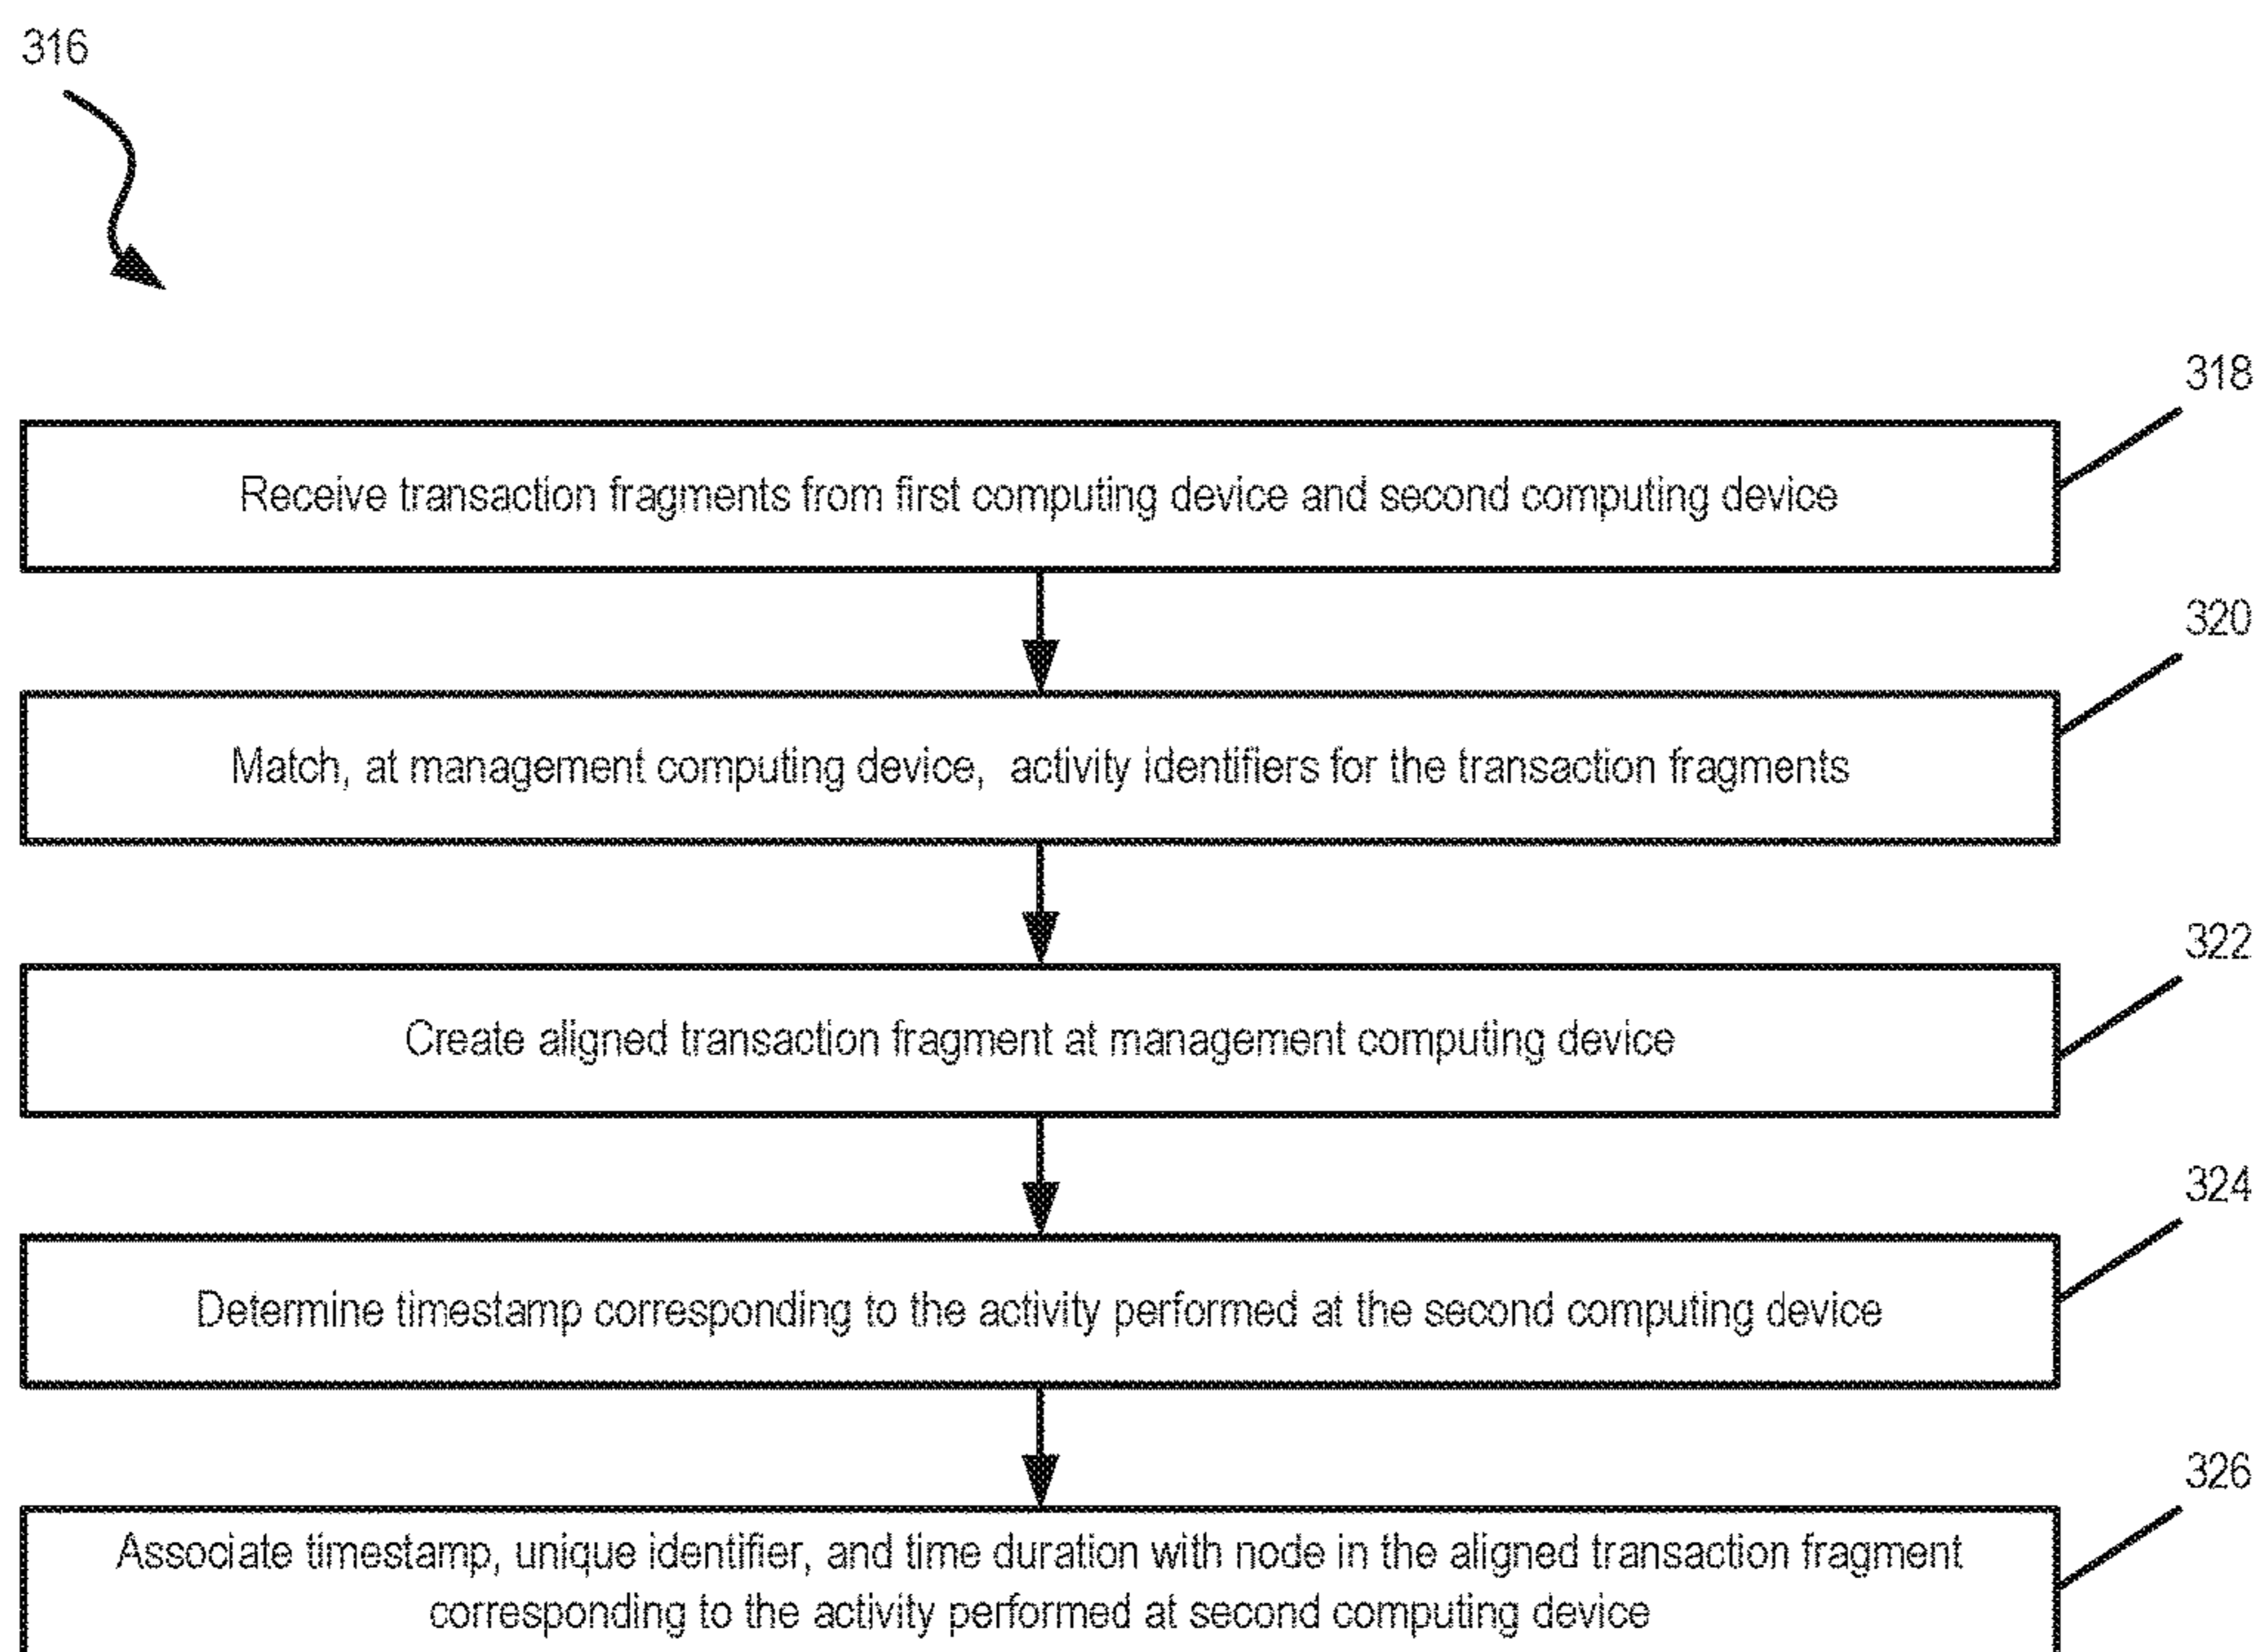 316
318
Receive transaction fragments from first computing device and second computing device
320
Match, at management computing device, activity identifiers for the transaction fragments
322
Create aligned transaction fragment at management computing device
324
Determine timestamp corresponding to the activity performed at the second computing device
326
Associate timestamp, unique identifier, and time duration with node in the aligned transaction fragment
corresponding to the activity performed at second computing device